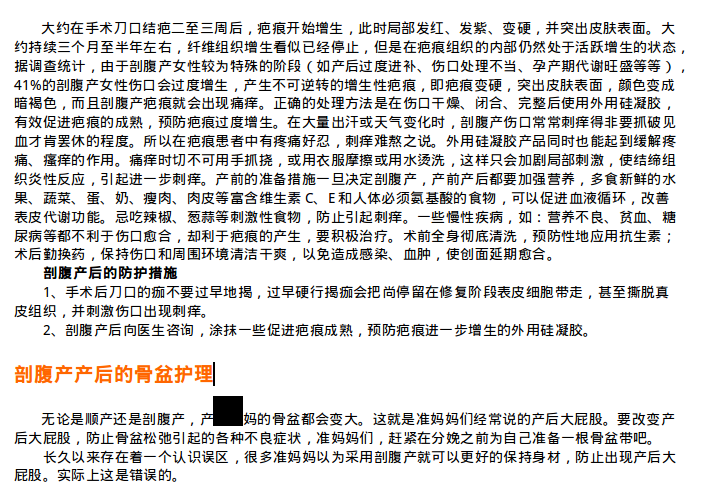 大约在手术刀口结疤二至三周后，疤痕开始增生，此时局部发红、发紫、变硬，并突出皮肤表面。大
约持续三个月至半年左右，纤维组织增生看似已经停止，但是在疤痕组织的内部仍然处于活跃增生的状态，
据调查统计，由于剖腹产女性较为特殊的阶段（如产后过度进补、伤口处理不当、孕产期代谢旺盛等等），
41%的剖腹产女性伤口会过度增生，产生不可逆转的增生性疤痕，即疤痕变硬，突出皮肤表面，颜色变成
暗褐色，而且剖腹产疤痕就会出现痛痒。正确的处理方法是在伤口干燥、闭合、完整后使用外用硅凝胶，
有效促进疤痕的成熟，预防疤痕过度增生。在大量出汗或天气变化时，剖腹产伤口常常刺痒得非要抓破见
血才肯罢休的程度。所以在疤痕患者中有疼痛好忍，刺痒难熬之说。外用硅凝胶产品同时也能起到缓解疼
痛、瘙痒的作用。痛痒时切不可用手抓挠，或用衣服摩擦或用水烫洗，这样只会加剧局部刺激，使结缔组
织炎性反应，引起进一步刺痒。产前的准备措施一旦决定剖腹产，产前产后都要加强营养，多食新鲜的水
果、蔬菜、蛋、奶、瘦肉、肉皮等富含维生素 C、E 和人体必须氨基酸的食物，可以促进血液循环，改善
表皮代谢功能。忌吃辣椒、葱蒜等刺激性食物，防止引起刺痒。一些慢性疾病，如：营养不良、贫血、糖
尿病等都不利于伤口愈合，却利于疤痕的产生，要积极治疗。术前全身彻底清洗，预防性地应用抗生素；
术后勤换药，保持伤口和周围环境清洁干爽，以免造成感染、血肿，使创面延期愈合。
剖腹产后的防护措施
1、手术后刀口的痂不要过早地揭，过早硬行揭痂会把尚停留在修复阶段表皮细胞带走，甚至撕脱真
皮组织，并刺激伤口出现刺痒。
2、剖腹产后向医生咨询，涂抹一些促进疤痕成熟，预防疤痕进一步增生的外用硅凝胶。
剖腹产产后的骨盆护理
无论是顺产还是剖腹产，产妈的骨盆都会变大。这就是准妈妈们经常说的产后大屁股。要改变产
后大屁股，防止骨盆松弛引起的各种不良症状，准妈妈们，赶紧在分娩之前为自己准备一根骨盆带吧。
长久以来存在着一个认识误区，很多准妈妈以为采用剖腹产就可以更好的保持身材，防止出现产后大
屁股。实际上这是错误的。